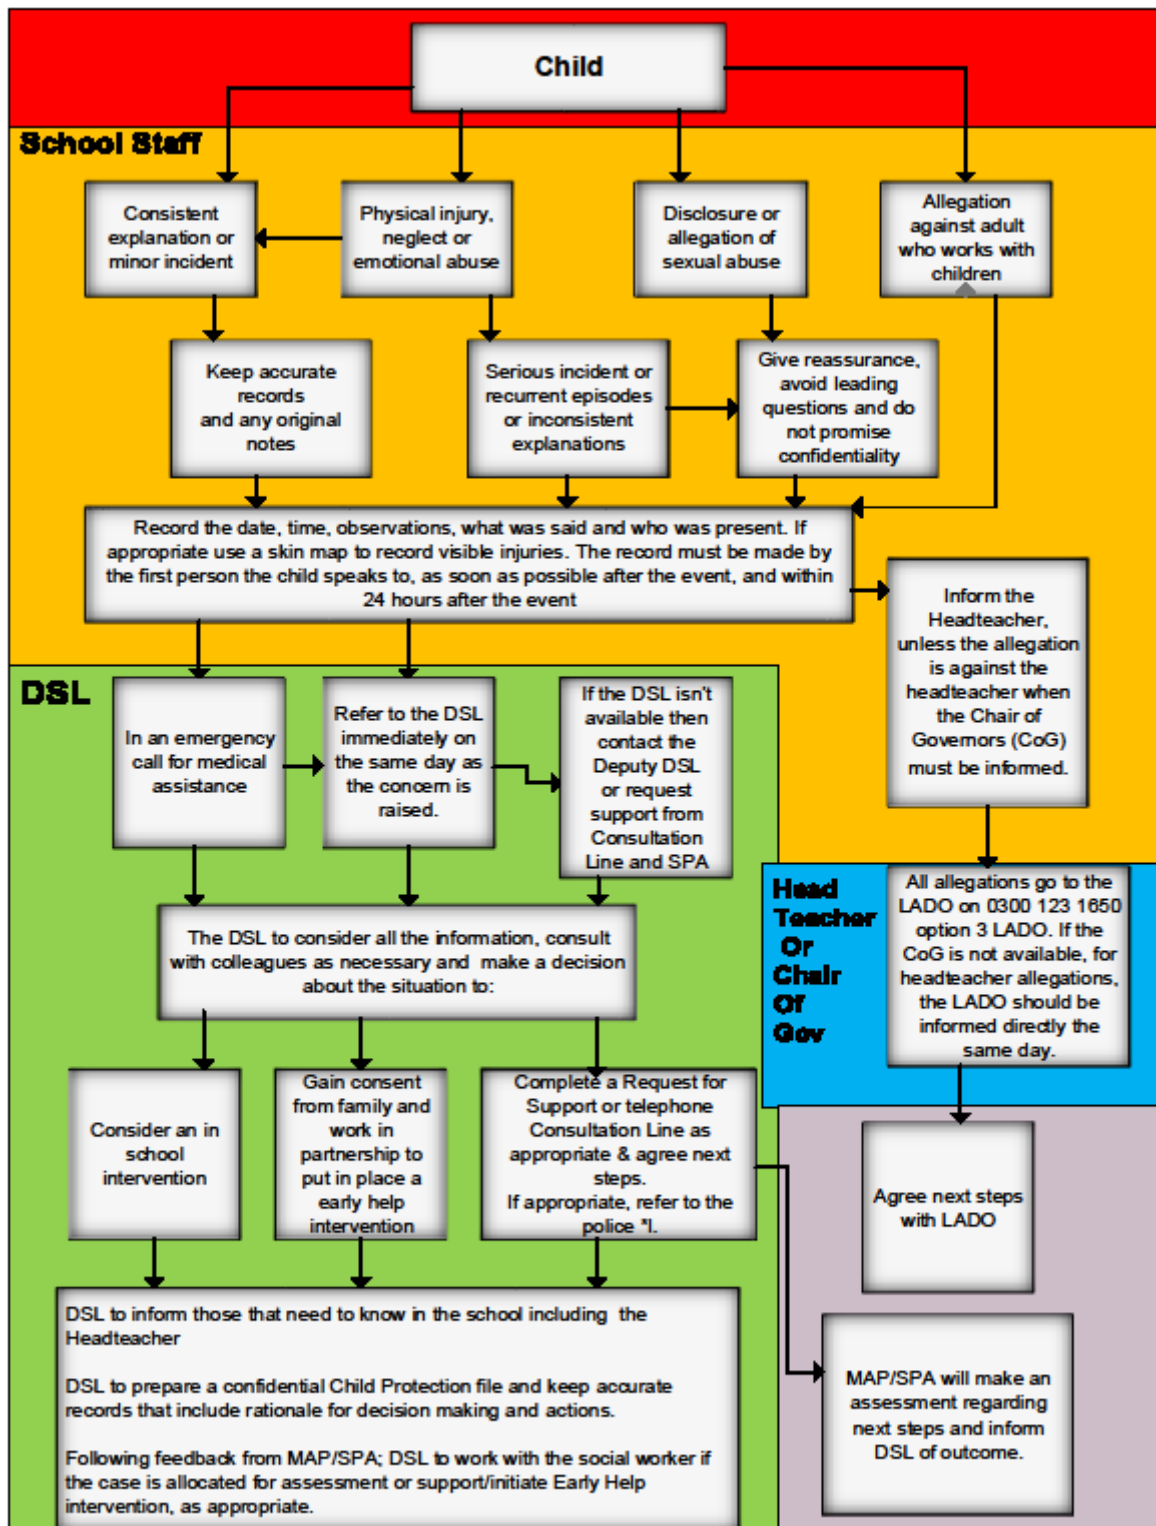 Child
School Staff
Consistent
explanation or
minor incident
Physical injury,
neglect or
emotional abuse
Disclosure or
allegation of
sexual abuse
Allegation
against adult
who works with
children
Keep accurate
records
and any original
notes
Serious incident or
recurrent episodes
or inconsistent
explanations
Give reassurance,
avoid leading
questions and do
not promise
confidentiality
Record the date, time, observations, what was said and who was present. If
appropriate use a skin map to record visible injuries. The record must be made by
the first person the child speaks to, as soon as possible after the event, and within
24 hours after the event
Inform the
Headteacher,
unless the allegation
is against the
headteacher when
the Chair of
Governors (CoG)
must be informed.
DSL
In an emergency
call for medical
assistance
Refer to the DSL
immediately on
the same day as
the concern is
raised.
If the DSL isn't
available then
contact the
Deputy DSL
or request
support from
Consultation
Line and SPA
Head
Teacher
Or
Chair
Of
Gov
All allegations go to the
LADO on 0300 123 1650
option 3 LADO. If the
CoG is not available, for
headteacher allegations,
the LADO should be
informed directly the
same day.
The DSL to consider all the information, consult
with colleagues as necessary and make a decision
about the situation to:
Consider an in
school
intervention
Gain consent
from family and
work in
partnership to
put in place a
early help
intervention
Complete a Request for
Support or telephone
Consultation Line as
appropriate & agree next
steps.
If appropriate, refer to the
police *I.
Agree next steps
with LADO
DSL to inform those that need to know in the school including the
Headteacher
DSL to prepare a confidential Child Protection file and keep accurate
records that include rationale for decision making and actions.
Following feedback from MAP/SPA; DSL to work with the social worker if
the case is allocated for assessment or support/initiate Early Help
intervention, as appropriate.
MAP/SPA will make an
assessment regarding
next steps and inform
DSL of outcome.